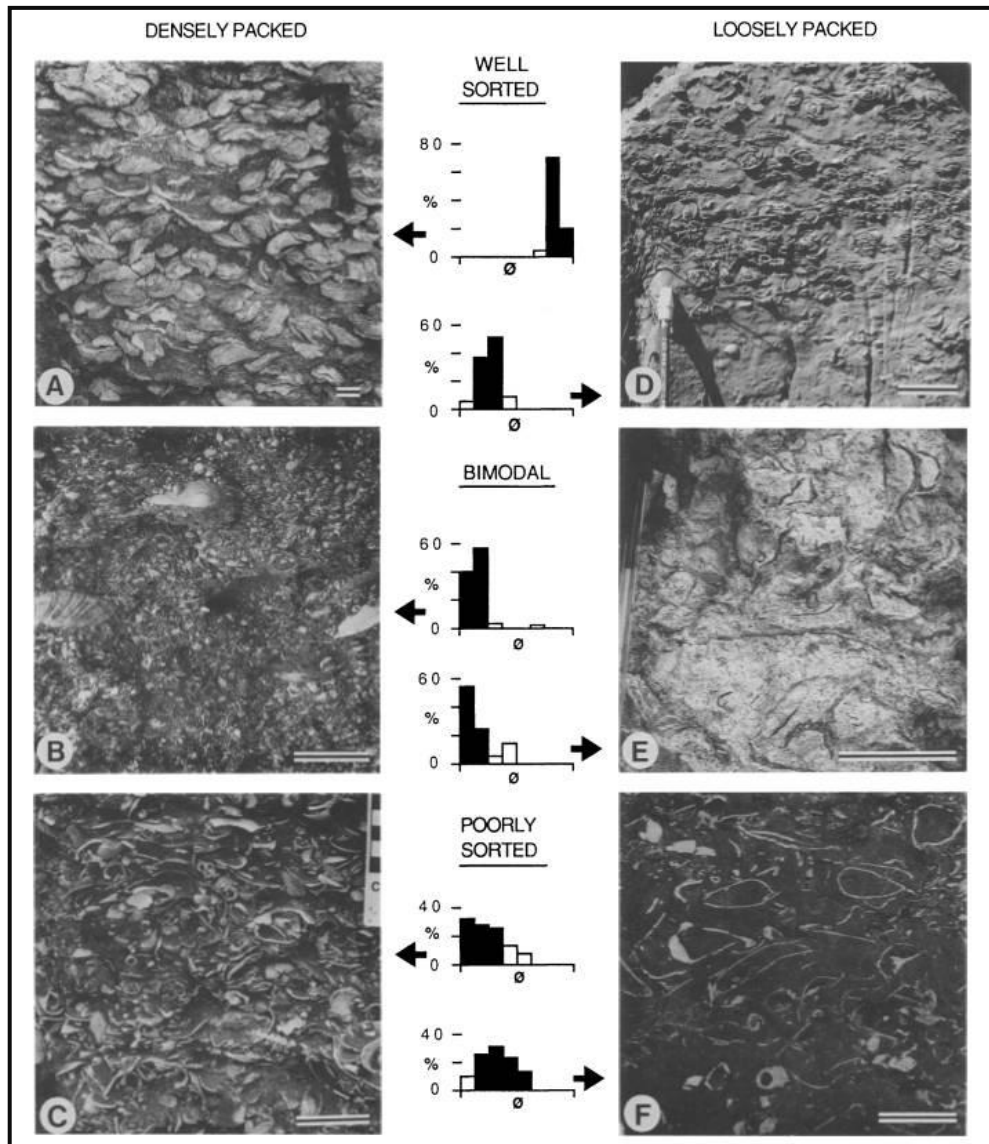 DENSELY PACKED
LOOSELY PACKED
WELL
SORTED
80
%
0
ø
60
%
0
ø
A
D
BIMODAL
60
%
0
ø
60
%
0
ø
B
E
POORLY
SORTED
40
%
0
ø
40
%
0
ø
C
C
F